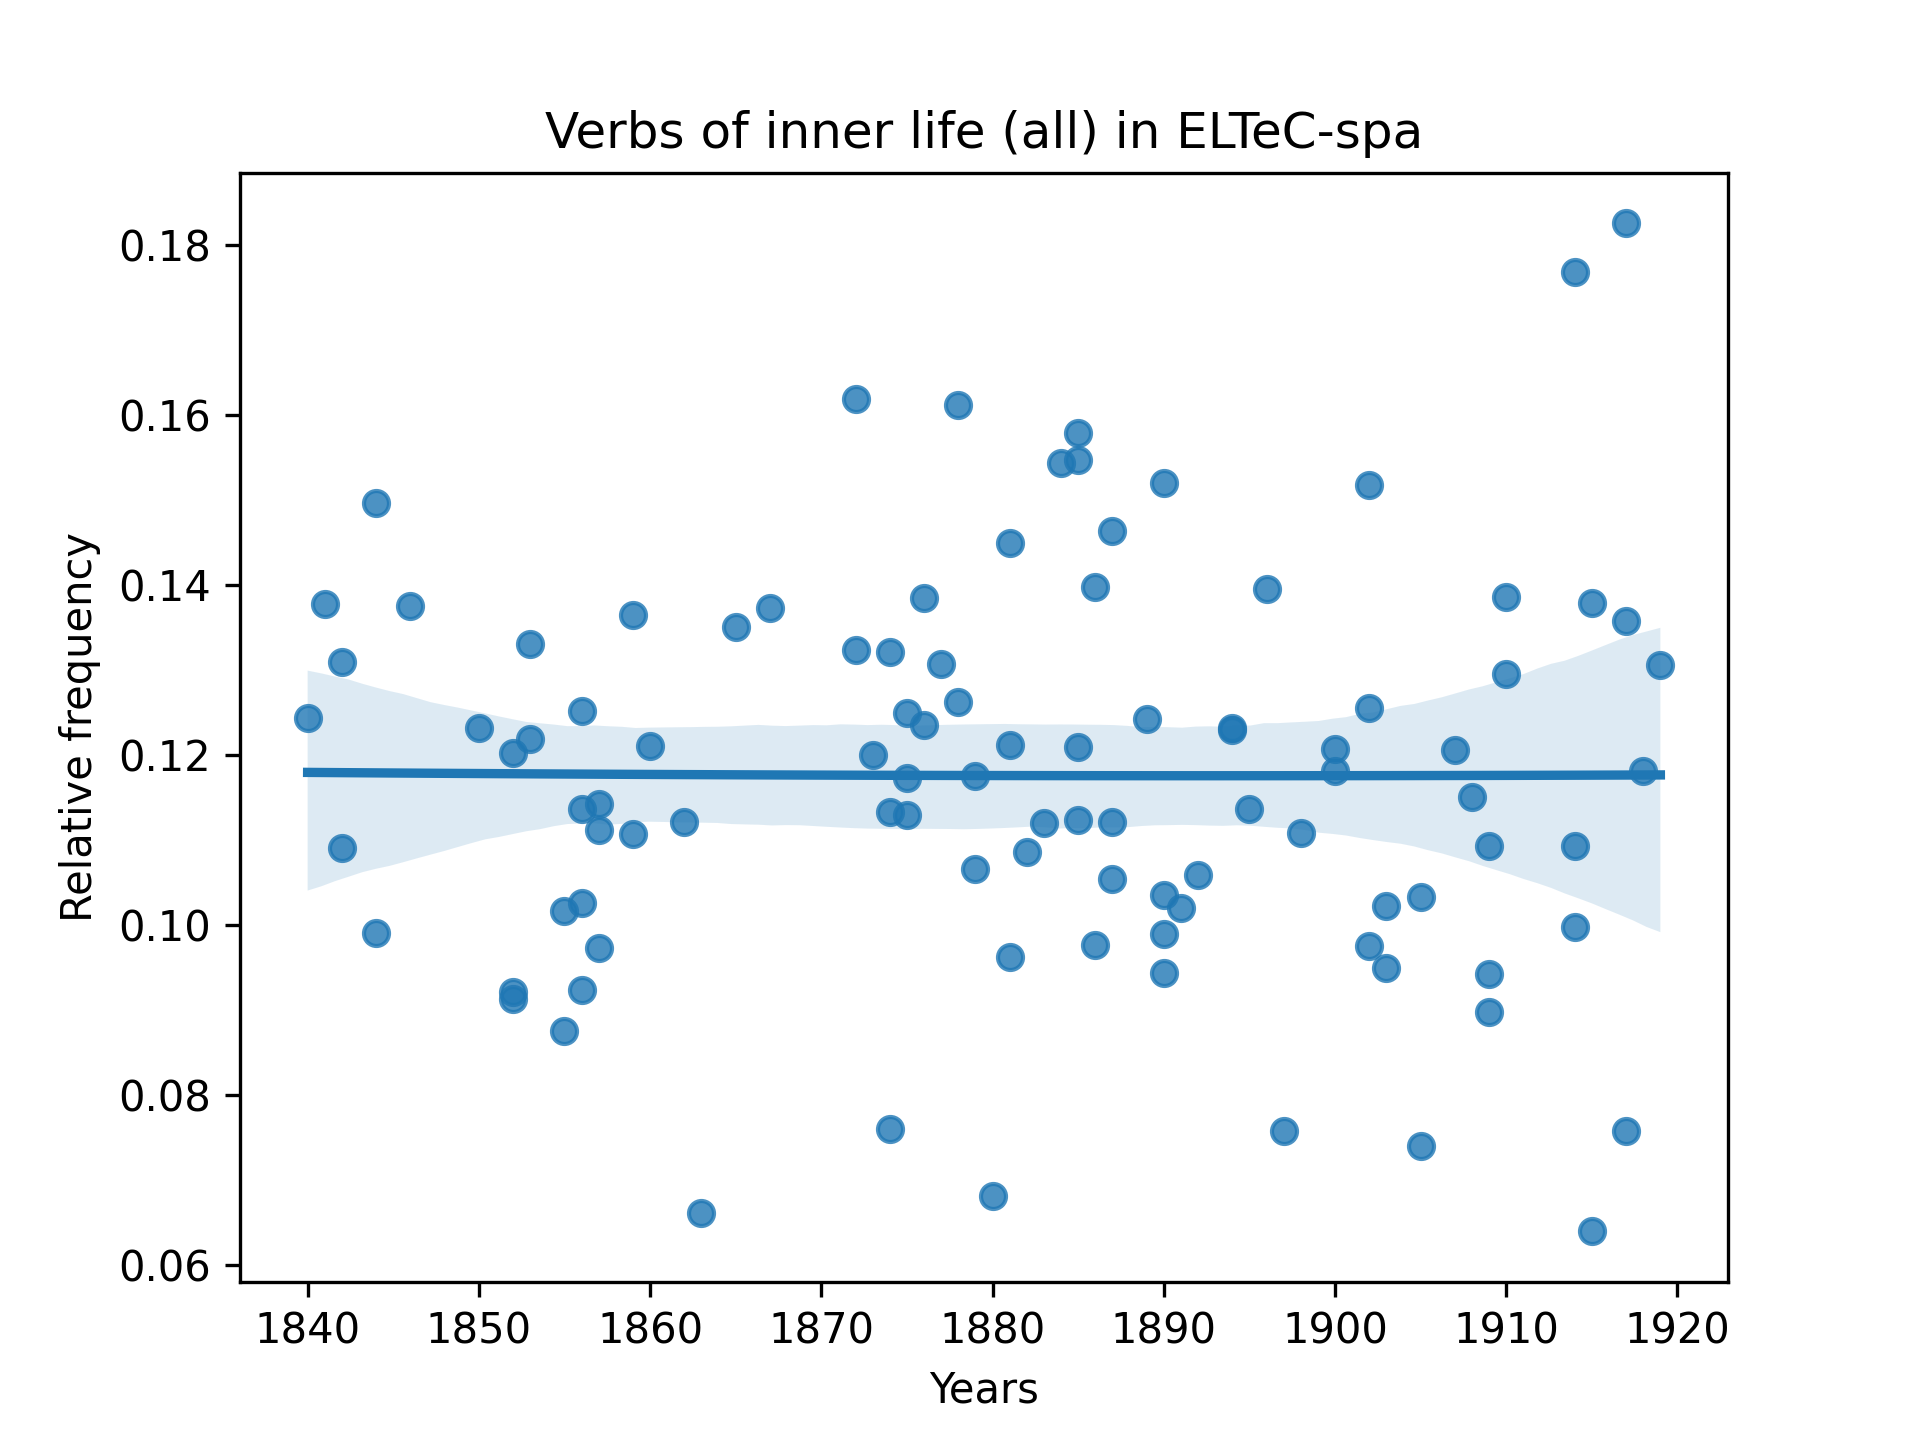 Verbs of inner life (all) in ELTeC-spa
Relative frequency
0.18
0.16
0.14
0.12
0.10
0.08
0.06
1840 1850 1860 1870 1880 1890 1900 1910 1920
Years